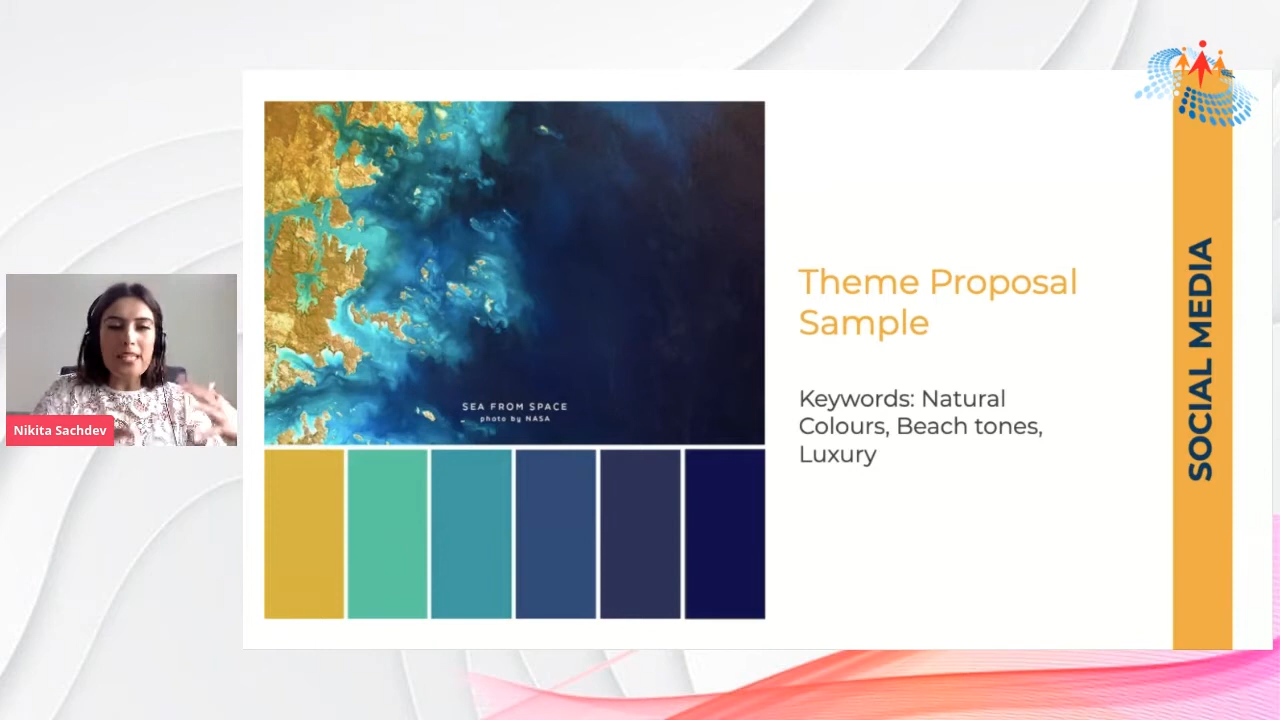 SEA FROM SPACE
photo by NASA
Theme Proposal
Sample
Keywords: Natural
Colours, Beach tones,
Luxury
SOCIAL MEDIA
Nikita Sachdev